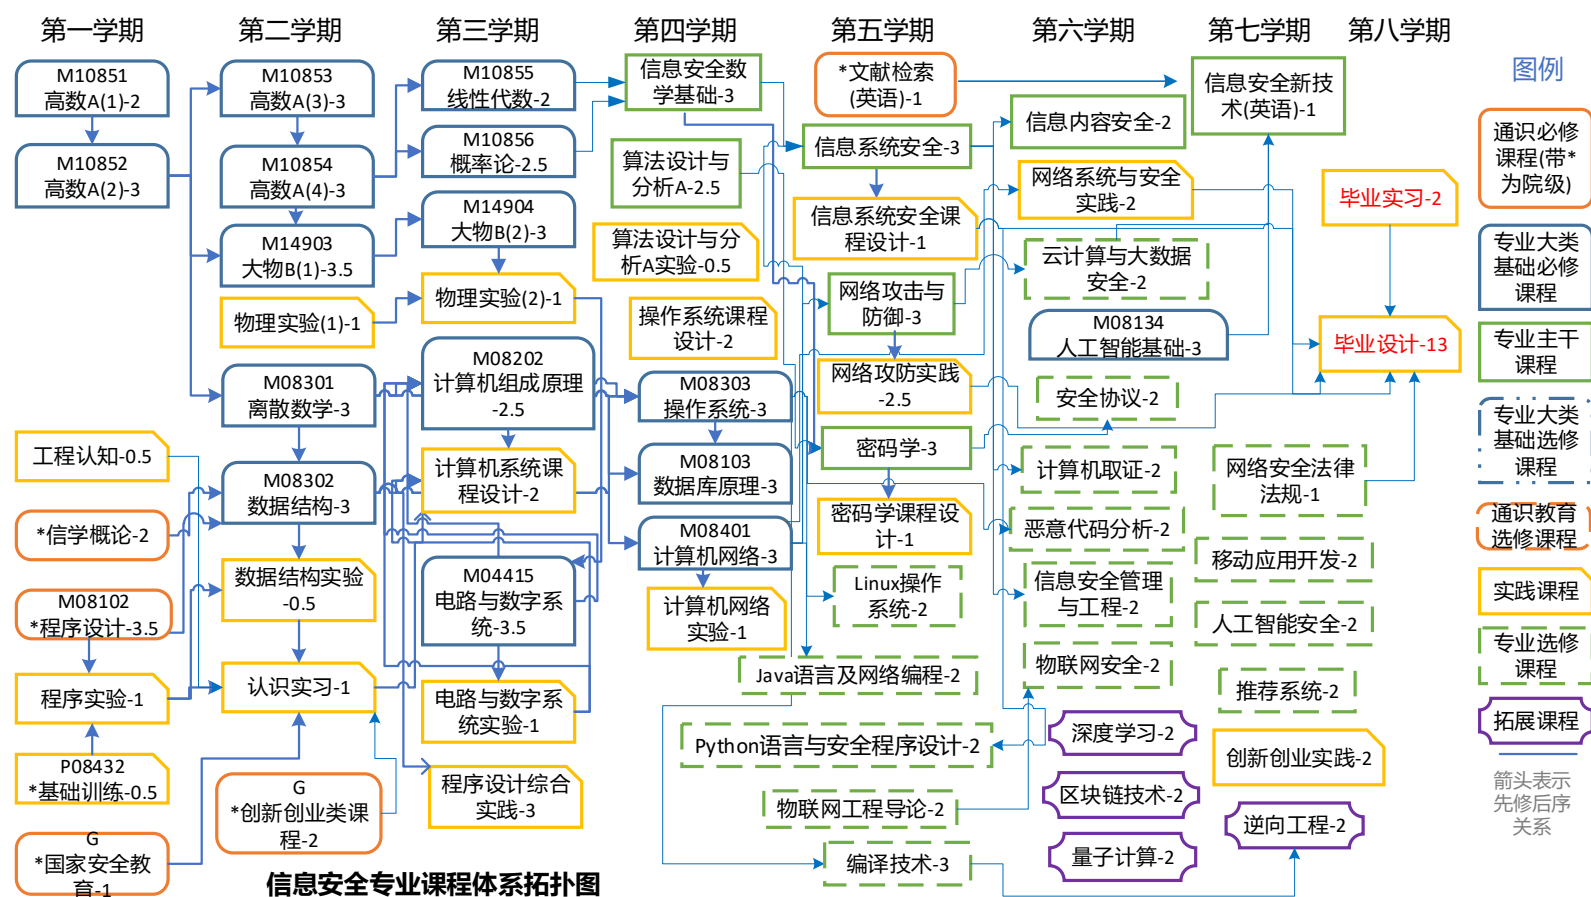 第一学期
第二学期
第三学期
第四学期
第五学期
第六学期
第七学期
第八学期
M10851
高数A(1)-2
M10852
高数A(2)-3
工程认知-0.5
*信学概论-2
M08102
*程序设计-3.5
程序实验-1
P08432
*基础训练-0.5
G
*国家安全教
育-1
M10853
高数A(3)-3
M10854
高数A(4)-3
M14903
大物B(1)-3.5
物理实验(1)-1
M08301
离散数学-3
M08302
数据结构-3
数据结构实验
-0.5
认识实习-1
G
*创新创业类课
程-2
M10855
线性代数-2
M10856
概率论-2.5
M14904
大物B(2)-3
物理实验(2)-1
M08202
计算机组成原理
-2.5
计算机系统课
程设计-2
M04415
电路与数字系
统-3.5
电路与数字系
统实验-1
程序设计综合
实践-3
信息安全数
学基础-3
算法设计与
分析A-2.5
算法设计与分
析A实验-0.5
操作系统课程
设计-2
M08303
操作系统-3
M08103
数据库原理-3
M08401
计算机网络-3
计算机网络
实验-1
*文献检索
(英语)-1
信息系统安全-3
信息系统安全课
程设计-1
网络攻击与
防御-3
网络攻防实践
-2.5
密码学-3
密码学课程设
计-1
Linux操作
系统-2
Java语言及网络编程-2
Python语言与安全程序设计-2
物联网工程导论-2
编译技术-3
信息内容安全-2
网络系统与安全
实践-2
云计算与大数据
安全-2
M08134
人工智能基础-3
安全协议-2
计算机取证-2
恶意代码分析-2
信息安全管理
与工程-2
物联网安全-2
深度学习-2
区块链技术-2
量子计算-2
信息安全新技
术(英语)-1
网络安全法律
法规-1
移动应用开发-2
人工智能安全-2
推荐系统-2
创新创业实践-2
逆向工程-2
毕业实习-2
毕业设计-13
图例
通识必修
课程(带*
为院级)
专业大类
基础必修
课程
专业主干
课程
专业大类
基础选修
课程
通识教育
选修课程
实践课程
专业选修
课程
拓展课程
箭头表示
先修后序
关系
信息安全专业课程体系拓扑图